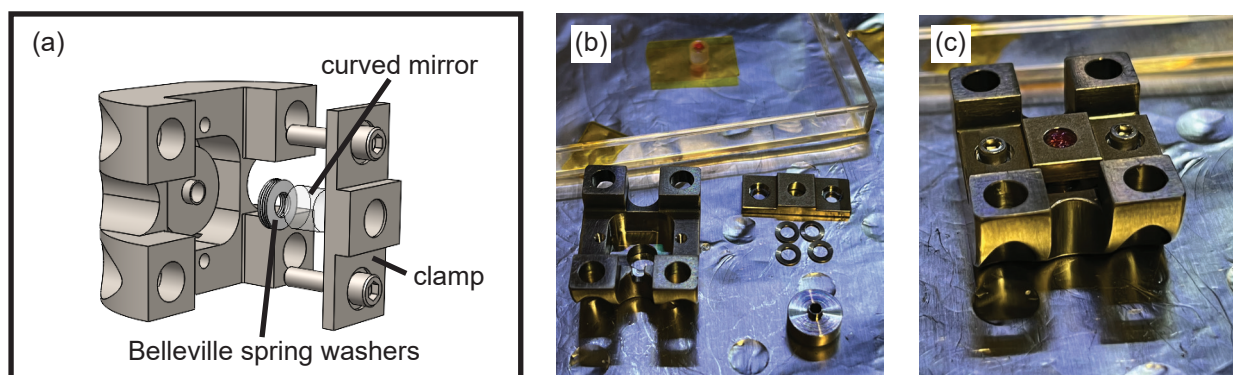 (a)
curved mirror
clamp
Belleville spring washers
(b)
(c)